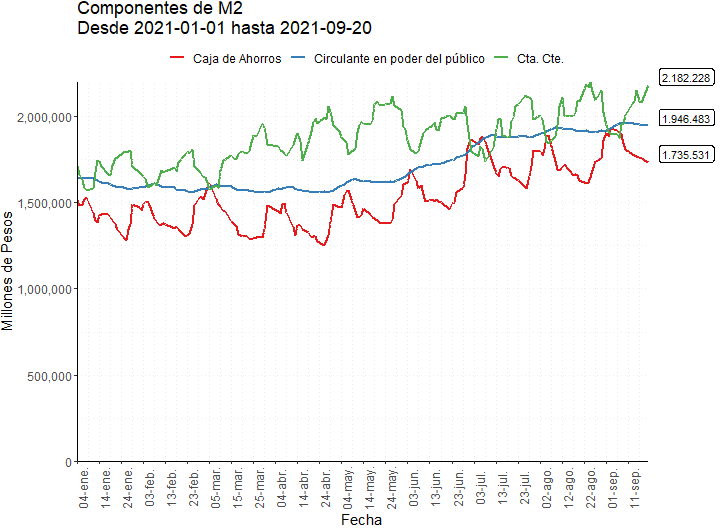 Componentes de M2
Desde 2021-01-01 hasta 2021-09-20
Caja de Ahorros Circulante en poder del público Cta. Cte.
2.182.228
1.946.483
1.735.531
2,000,000
1,500,000
1,000,000
500,000
0
Millones de Pesos
04-ene. 14-ene. 24-ene. 03-feb. 13-feb. 23-feb. 05-mar. 15-mar. 25-mar. 04-abr. 14-abr. 24-abr. 04-may. 14-may. 24-may. 03-jun. 13-jun. 23-jun. 03-jul. 13-jul. 23-jul. 02-ago. 12-ago. 22-ago. 01-sep. 11-sep.
Fecha